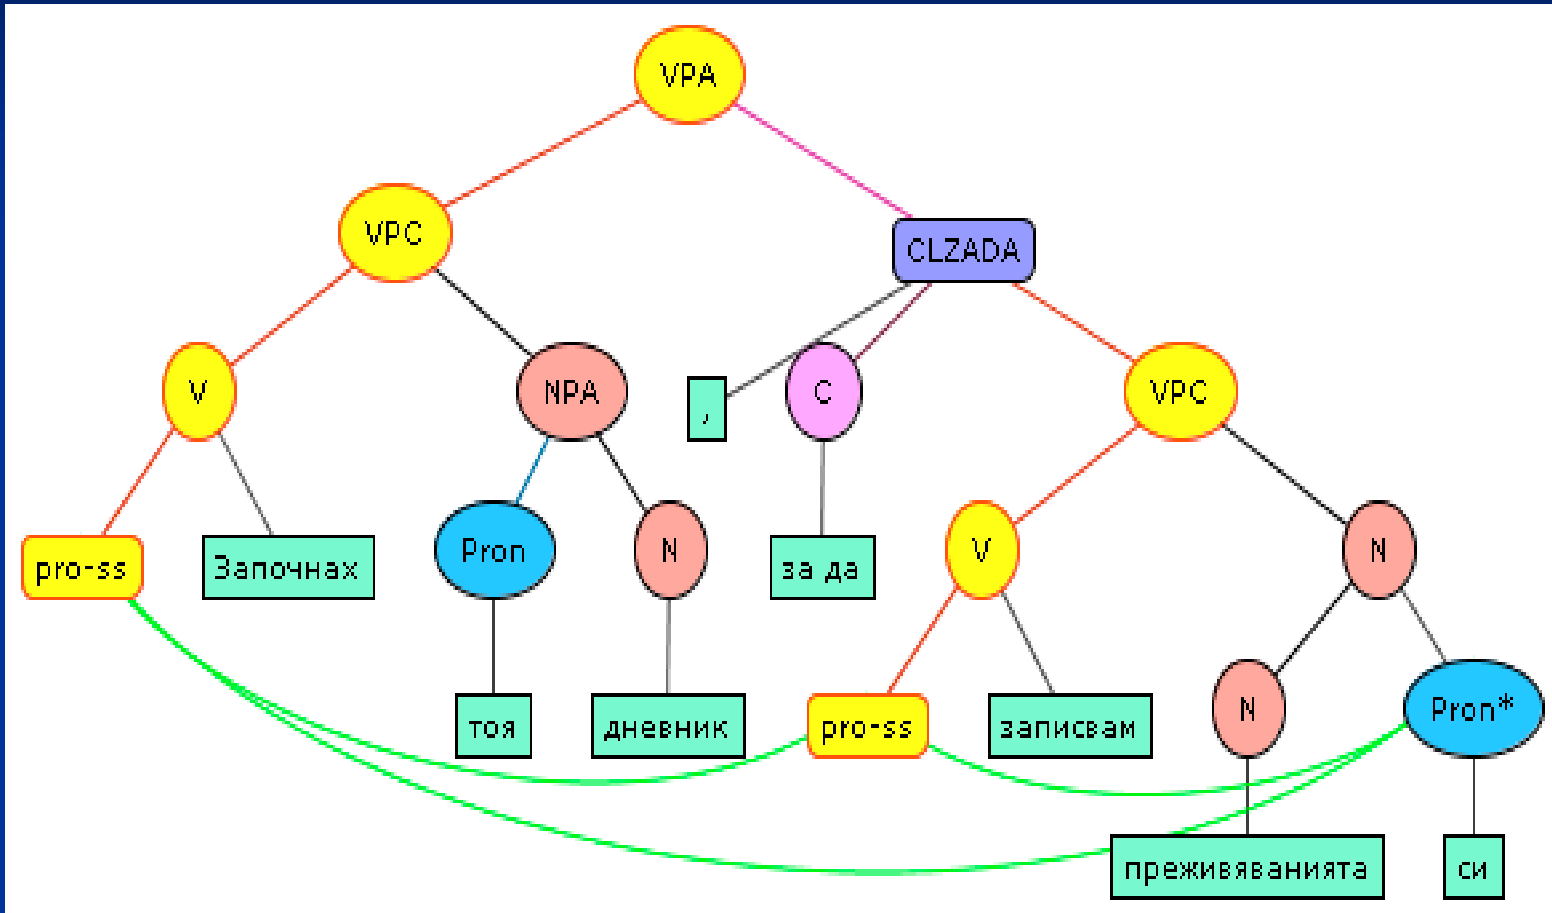 VPA
VPC
CLZADA
V
NPA
,
C
VPC
pro-ss
Започнах
Pron
N
за да
V
N
тоя
дневник
pro-ss
записвам
N
Pron*
преживяванията
си